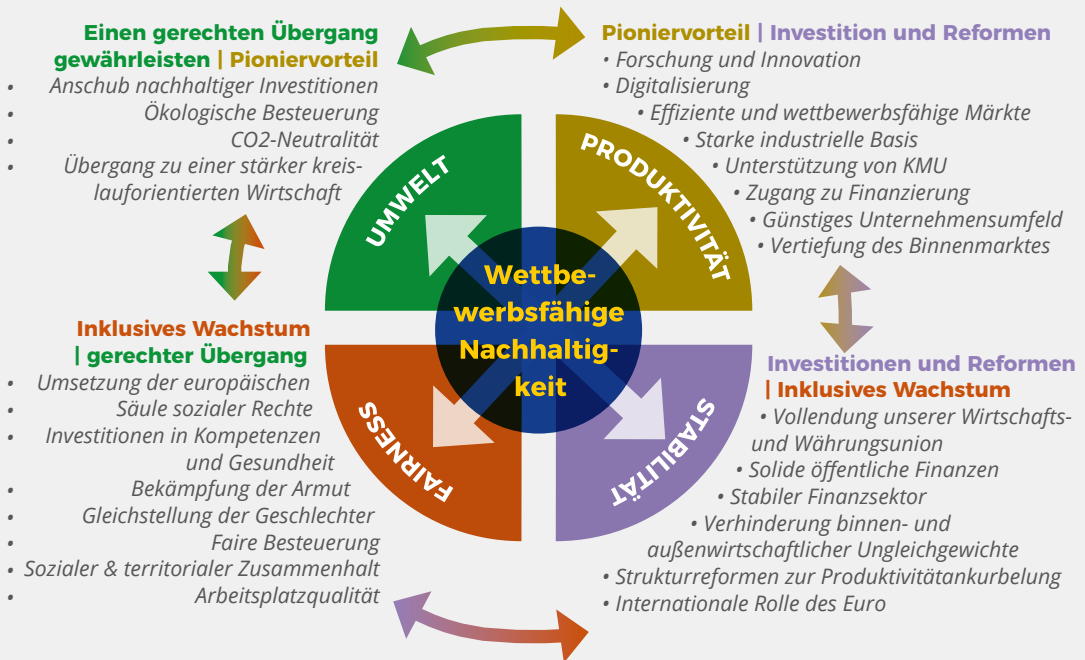 Einen gerechten Übergang
gewährleisten | Pioniervorteil
• Anschub nachhaltiger Investitionen
• Ökologische Besteuerung
• CO2-Neutralität
• Übergang zu einer stärker kreis-
lauforientierten Wirtschaft
Pioniervorteil | Investition und Reformen
• Forschung und Innovation
• Digitalisierung
• Effiziente und wettbewerbsfähige Märkte
• Starke industrielle Basis
• Unterstützung von KMU
• Zugang zu Finanzierung
• Günstiges Unternehmensumfeld
• Vertiefung des Binnenmarktes
UMWELT
PRODUKTIVITÄT
Wettbe-
werbsfähige
Nachhaltig-
keit
FAIRNESS
STABILITÄT
Inklusives Wachstum
| gerechter Übergang
• Umsetzung der europäischen
• Säule sozialer Rechte
• Investitionen in Kompetenzen
und Gesundheit
• Bekämpfung der Armut
• Gleichstellung der Geschlechter
• Faire Besteuerung
• Sozialer & territorialer Zusammenhalt
• Arbeitsplatzqualität
Investitionen und Reformen
| Inklusives Wachstum
• Vollendung unserer Wirtschafts-
und Währungsunion
• Solide öffentliche Finanzen
• Stabiler Finanzsektor
• Verhinderung binnen- und
außenwirtschaftlicher Ungleichgewichte
• Strukturreformen zur Produktivitätankurbelung
• Internationale Rolle des Euro